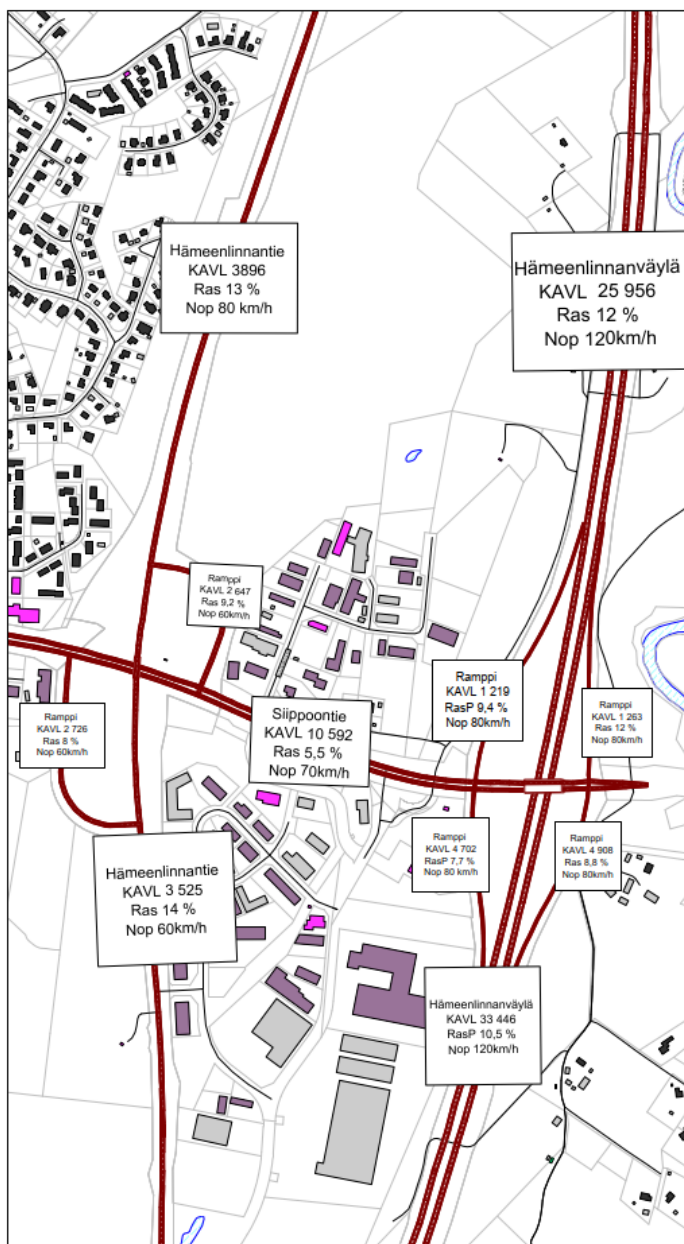 Hämeenlinnantie
KAVL 3896
Ras 13 %
Nop 80 km/h
Hämeenlinnanväylä
KAVL 25 956
Ras 12 %
Nop 120km/h
Ramppi
KAVL 2 647
Ras 9,2 %
Nop 60km/h
Ramppi
KAVL 1 219
RasP 9,4 %
Nop 80km/h
Ramppi
KAVL 1 263
Ras 12 %
Nop 80km/h
Ramppi
KAVL 2 726
Ras 8 %
Nop 60km/h
Siippoontie
KAVL 10 592
Ras 5,5 %
Nop 70km/h
Ramppi
KAVL 4 702
RasP 7,7 %
Nop 80 km/h
Ramppi
KAVL 4 908
Ras 8,8 %
Nop 80km/h
Hämeenlinnantie
KAVL 3 525
Ras 14 %
Nop 60km/h
Hämeenlinnanväylä
KAVL 33 446
RasP 10,5 %
Nop 120km/h